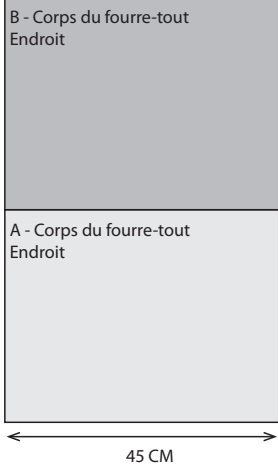 B - Corps du fourre-tout
Endroit
A - Corps du fourre-tout
Endroit
45 CM